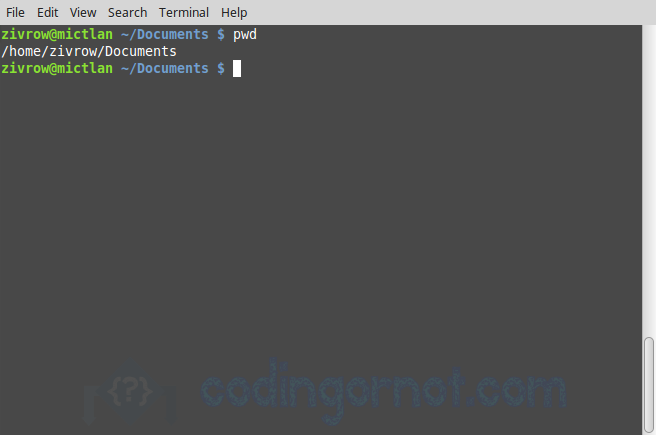 File Edit View Search Terminal Help
zivrow@mictlan ~/Documents $ pwd
/home/zivrow/Documents
zivrow@mictlan ~/Documents $
{?} codingornot.com